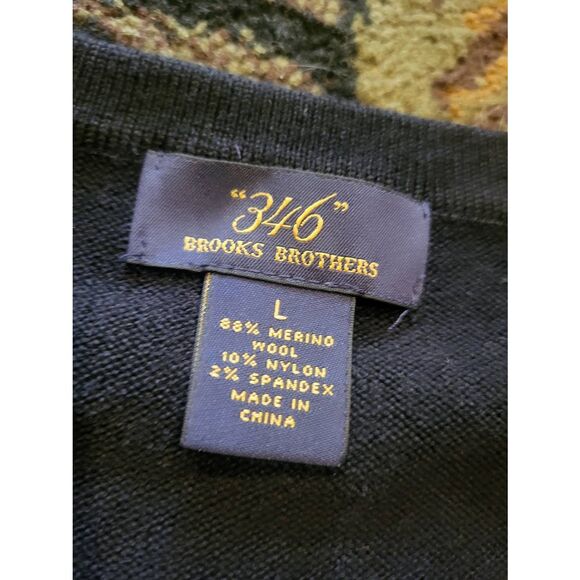 "346"
BROOKS BROTHERS
L
88% MERINO
WOOL
10% NYLON
2% SPANDEX
MADE IN
CHINA